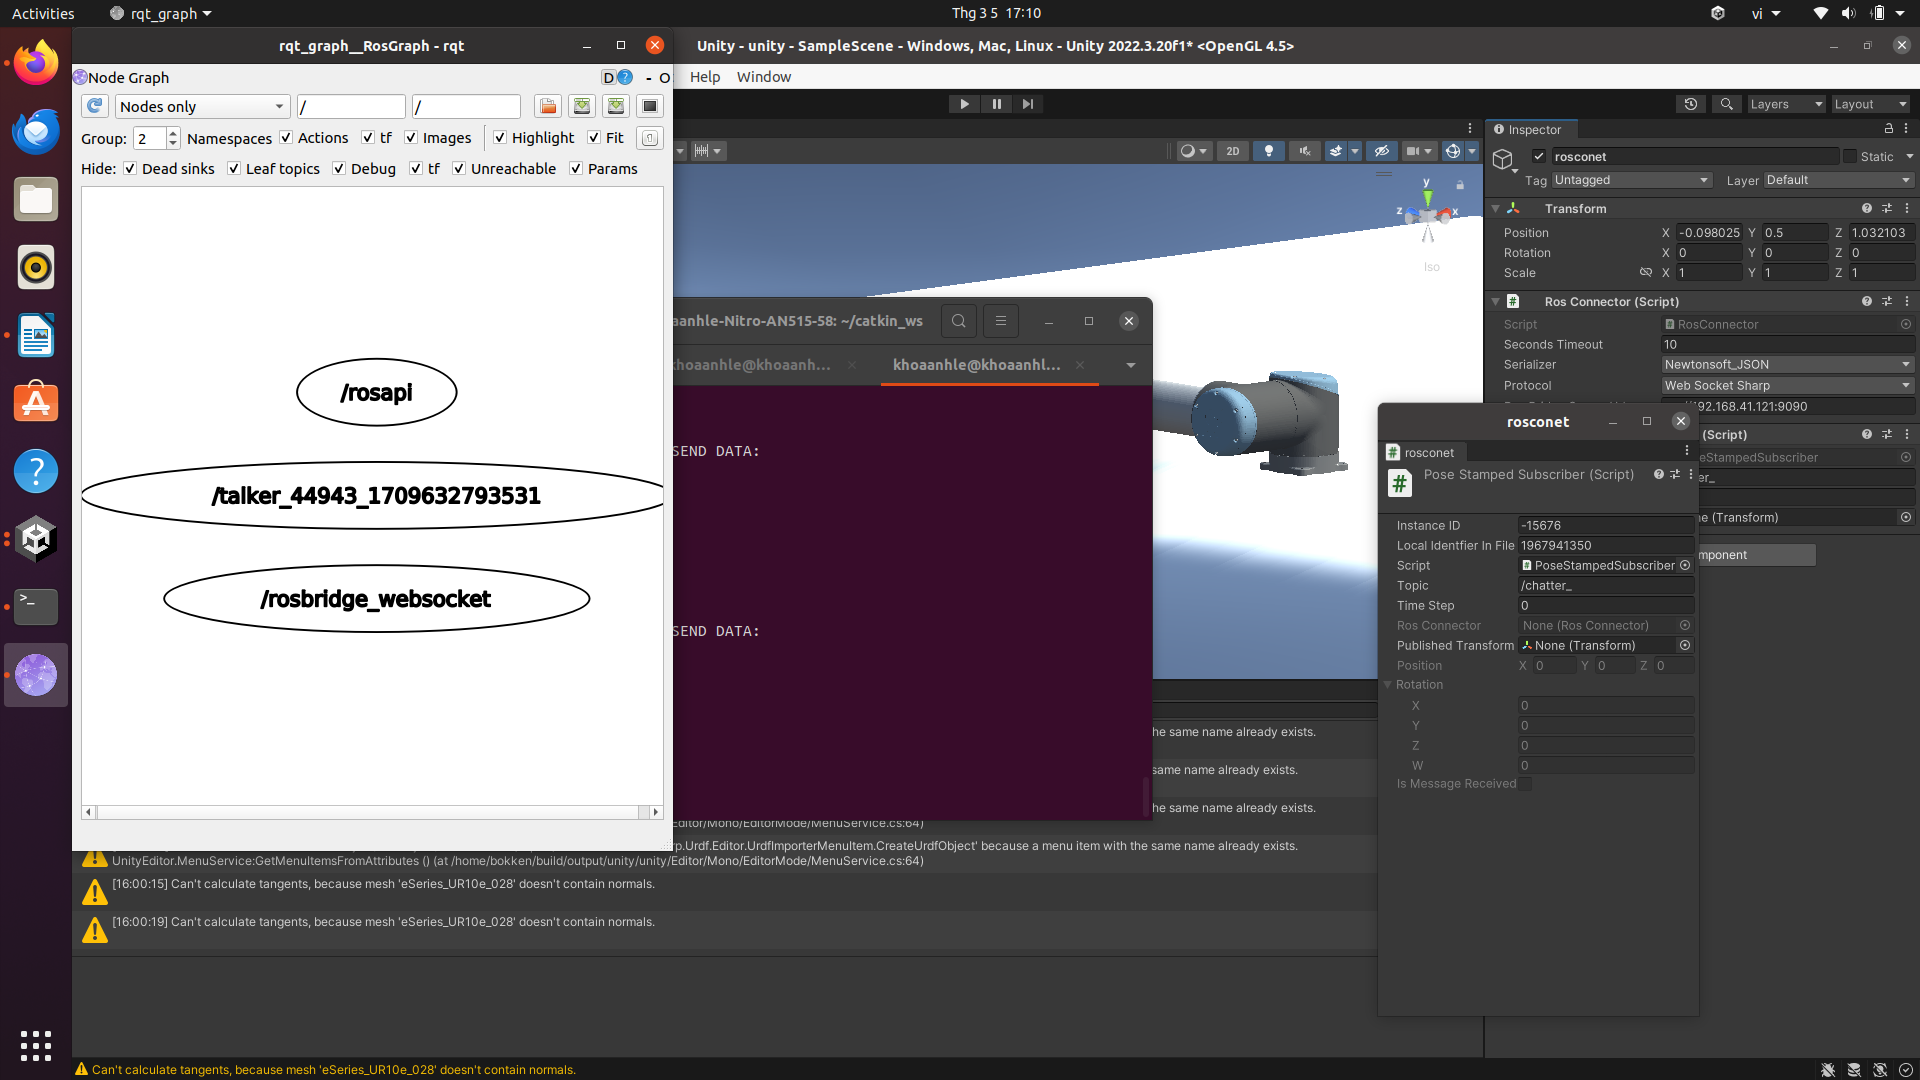 Activities
rqt_graph
Thg 3 5 17:10
vi
rqt_graph__RosGraph - rqt
Unity - unity - SampleScene - Windows, Mac, Linux - Unity 2022.3.20f1* <OpenGL 4.5>
Node Graph
D
- O
Help
Window
Nodes only
/
/
Layers
Layout
Group: 2 Namespaces
Actions
tf
Images
Highlight
Fit
Hide:
Dead sinks
Leaf topics
Debug
tf
Unreachable
Params
/rosapi
/talker_44943_1709632793531
/rosbridge_websocket
2D
y
z
x
Iso
aanhle-Nitro-AN515-58: ~/catkin_ws
khoaanhle@khoaanh...
khoaanhle@khoaanhl...
SEND DATA:
SEND DATA:
Inspector
rosconet
Static
Tag Untagged
Layer Default
Transform
Position X -0.098025 Y 0.5 Z 1.032103
Rotation X 0 Y 0 Z 0
Scale X 1 Y 1 Z 1
Ros Connector (Script)
Script RosConnector
Seconds Timeout 10
Serializer Newtonsoft_JSON
Protocol Web Socket Sharp
192.168.41.121:9090
(Script)
eStampedSubscriber
er_
ne (Transform)
mponent
rosconet
rosconet
Pose Stamped Subscriber (Script)
Instance ID -15676
Local Identfier In File 1967941350
Script PoseStampedSubscriber
Topic /chatter_
Time Step 0
Ros Connector None (Ros Connector)
Published Transform None (Transform)
Position X 0 Y 0 Z 0
Rotation
X 0
Y 0
Z 0
W 0
Is Message Received
he same name already exists.
same name already exists.
he same name already exists.
Editor/Mono/EditorMode/MenuService.cs:64)
rp.Urdf.Editor.UrdfImporterMenuItem.CreateUrdfObject' because a menu item with the same name already exists.
UnityEditor.MenuService:GetMenuItemsFromAttributes () (at /home/bokken/build/output/unity/unity/Editor/Mono/EditorMode/MenuService.cs:64)
[16:00:15] Can't calculate tangents, because mesh 'eSeries_UR10e_028' doesn't contain normals.
[16:00:19] Can't calculate tangents, because mesh 'eSeries_UR10e_028' doesn't contain normals.
Can't calculate tangents, because mesh 'eSeries_UR10e_028' doesn't contain normals.